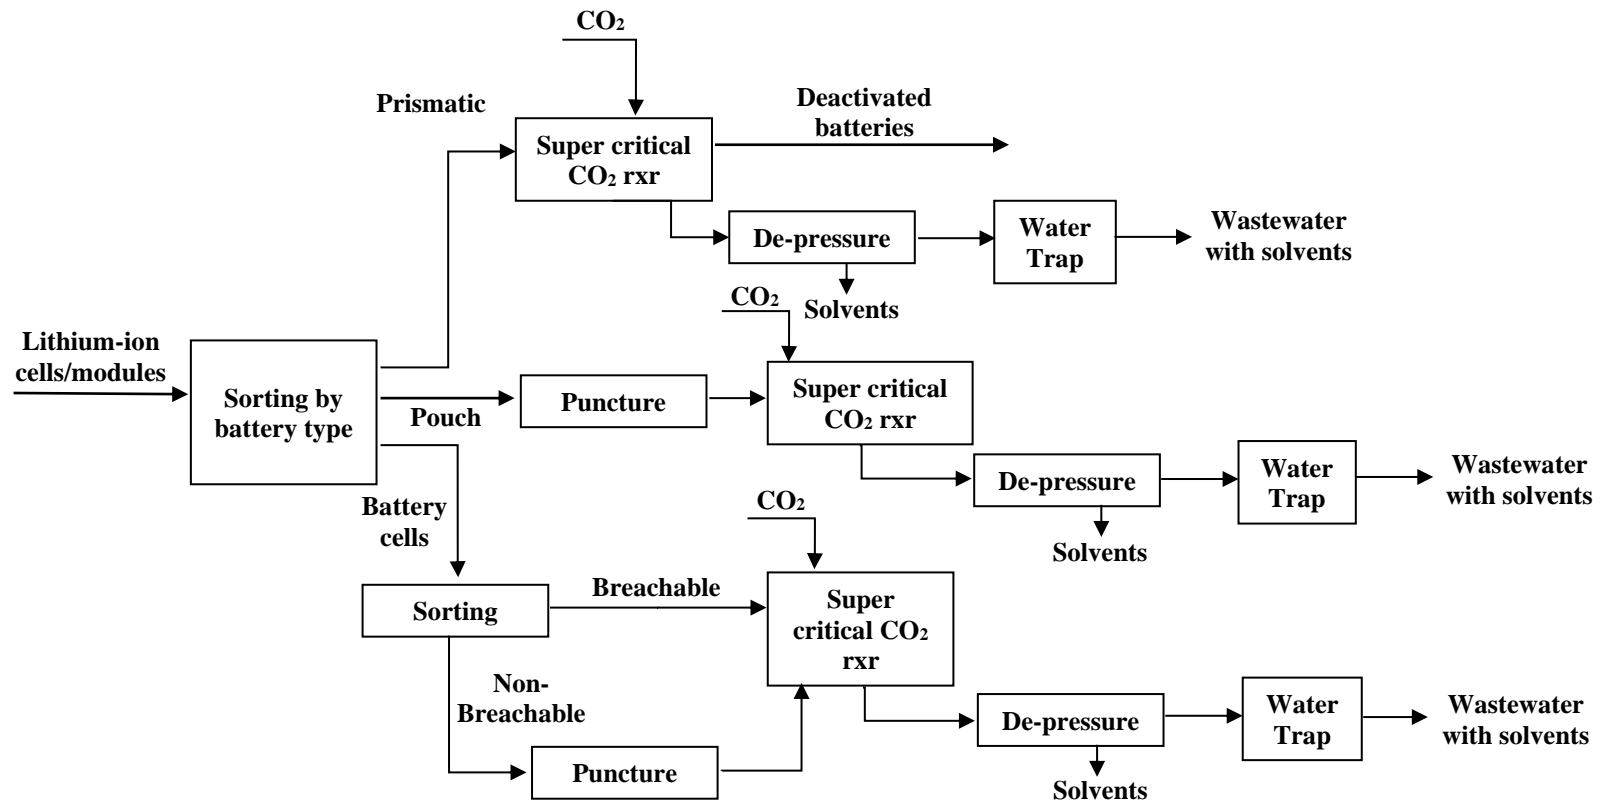 CO₂
Prismatic
Deactivated
batteries
Super critical
CO₂ rxr
De-pressure
Water
Trap
Wastewater
with solvents
Solvents
CO₂
Lithium-ion
cells/modules
Sorting by
battery type
Pouch
Puncture
Super critical
CO₂ rxr
De-pressure
Water
Trap
Wastewater
with solvents
Solvents
Battery
cells
CO₂
Sorting
Breachable
Super
critical CO₂
rxr
Non-
Breachable
Puncture
De-pressure
Water
Trap
Wastewater
with solvents
Solvents